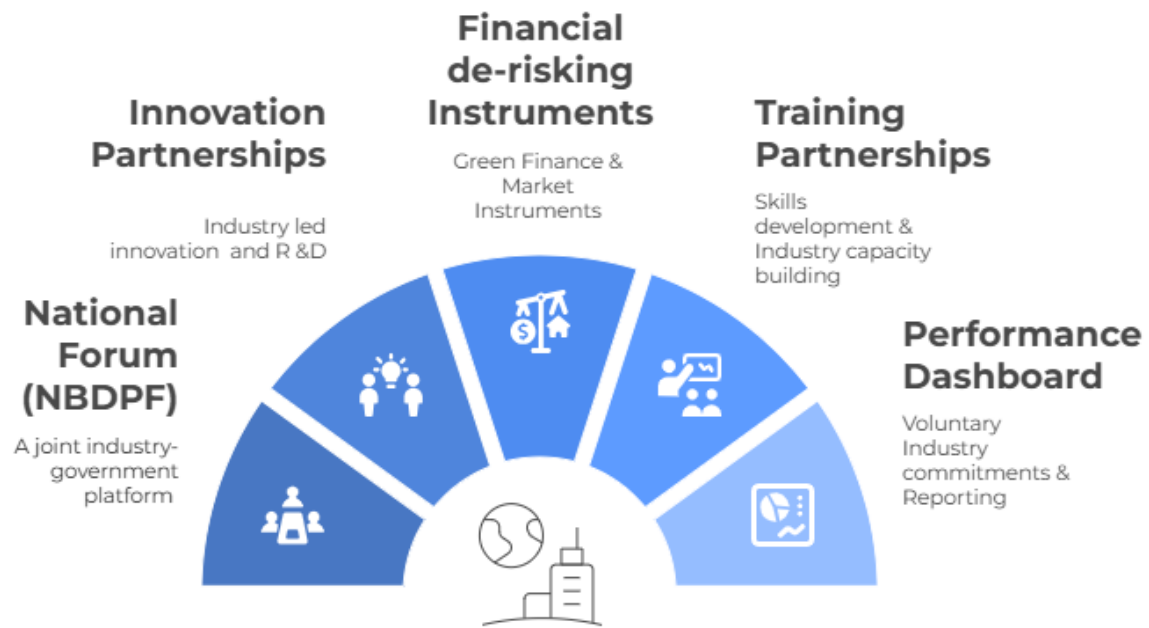 National
Forum
(NBDPF)
A joint industry-
government
platform
Innovation
Partnerships
Industry led
innovation and R &D
Financial
de-risking
Instruments
Green Finance &
Market
Instruments
Training
Partnerships
Skills
development &
Industry capacity
building
Performance
Dashboard
Voluntary
Industry
commitments &
Reporting
$